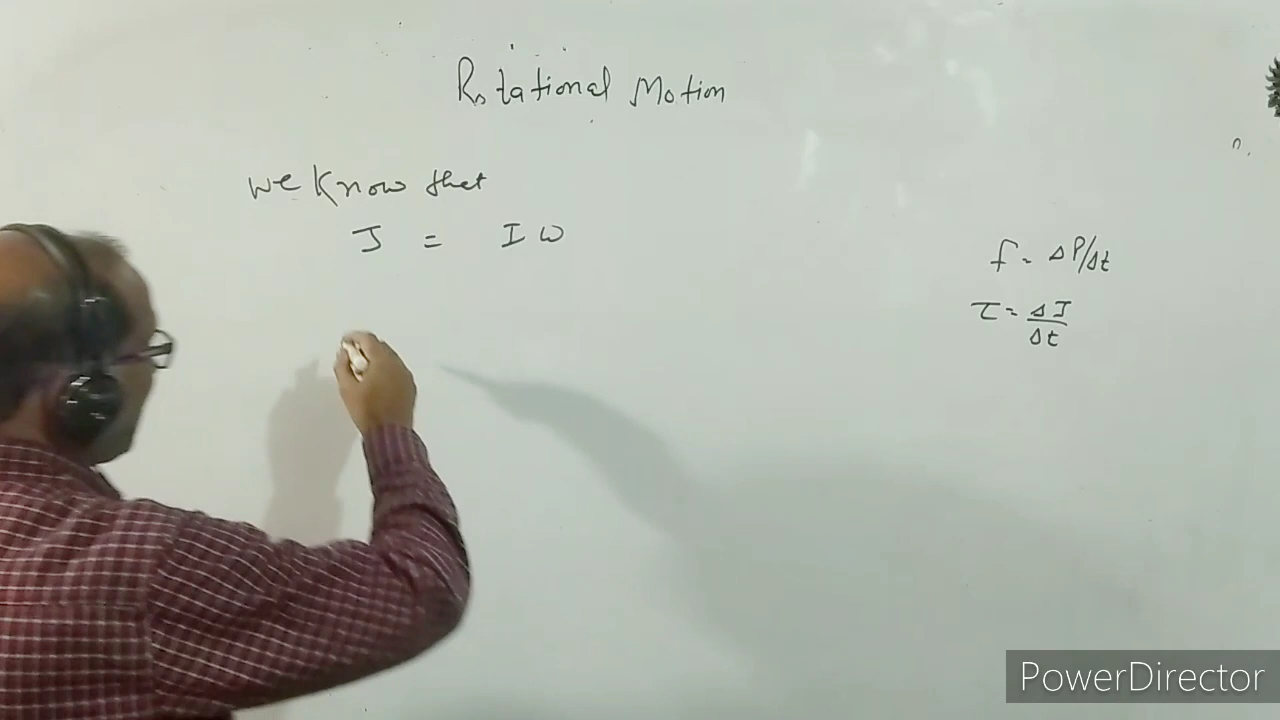 Rotational Motion
We Know that
J = I ω
f = ΔP/Δt
τ = ΔJ/Δt
PowerDirector